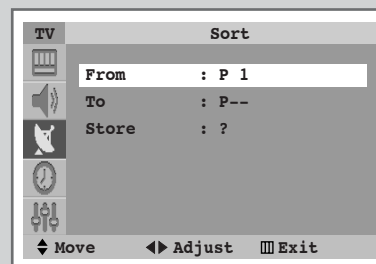 TV Sort
From : P 1
To : P--
Store : ?
Move Adjust Exit